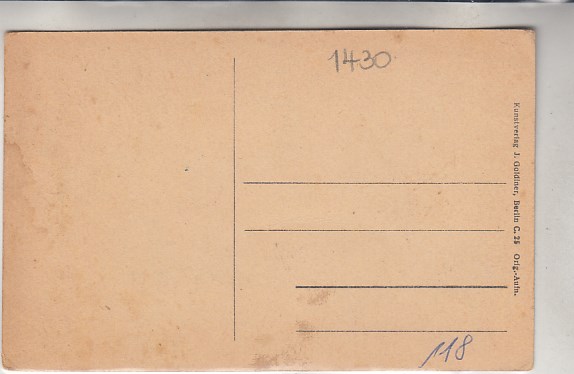 1430
Kunstverlag J. Goldiner, Berlin C. 25 Orig.-Aufn.
118